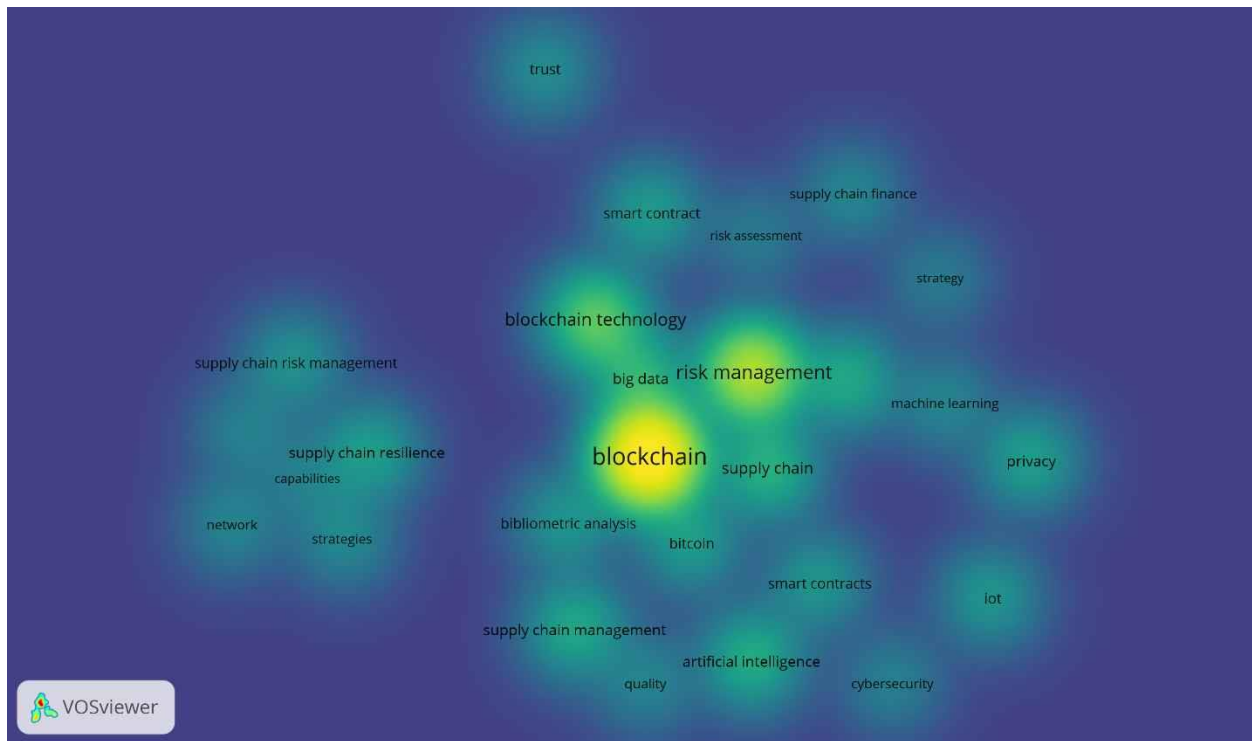 trust
supply chain finance
smart contract
risk assessment
strategy
blockchain technology
supply chain risk management
risk management
big data
machine learning
supply chain resilience
blockchain
supply chain
privacy
capabilities
network
strategies
bibliometric analysis
bitcoin
smart contracts
iot
supply chain management
artificial intelligence
quality
cybersecurity
VOSviewer